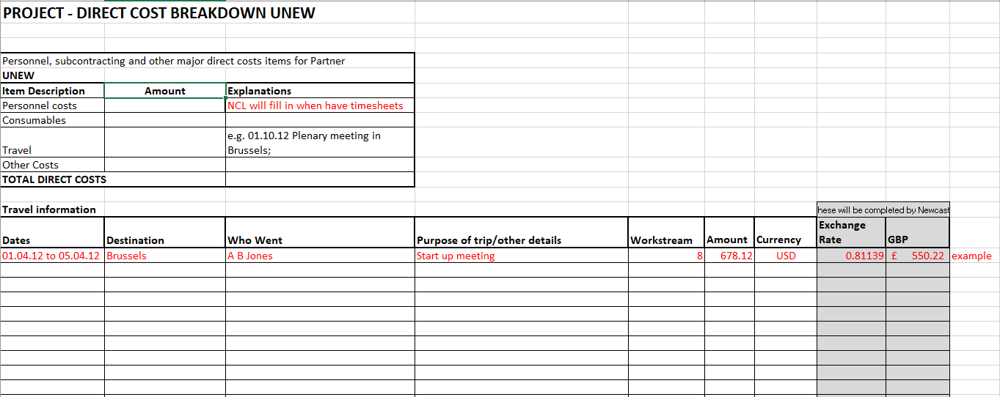 PROJECT - DIRECT COST BREAKDOWN UNEW
Personnel, subcontracting and other major direct costs items for Partner
UNEW
Item Description Amount Explanations
Personnel costs NCL will fill in when have timesheets
Consumables
e.g. 01.10.12 Plenary meeting in
Travel Brussels;
Other Costs
TOTAL DIRECT COSTS
Travel information hese will be completed by Newcast
Exchange
Dates Destination Who Went Purpose of trip/other details Workstream Amount Currency Rate GBP
01.04.12 to 05.04.12 Brussels A B Jones Start up meeting 8 678.12 USD 0.81139 £ 550.22 example